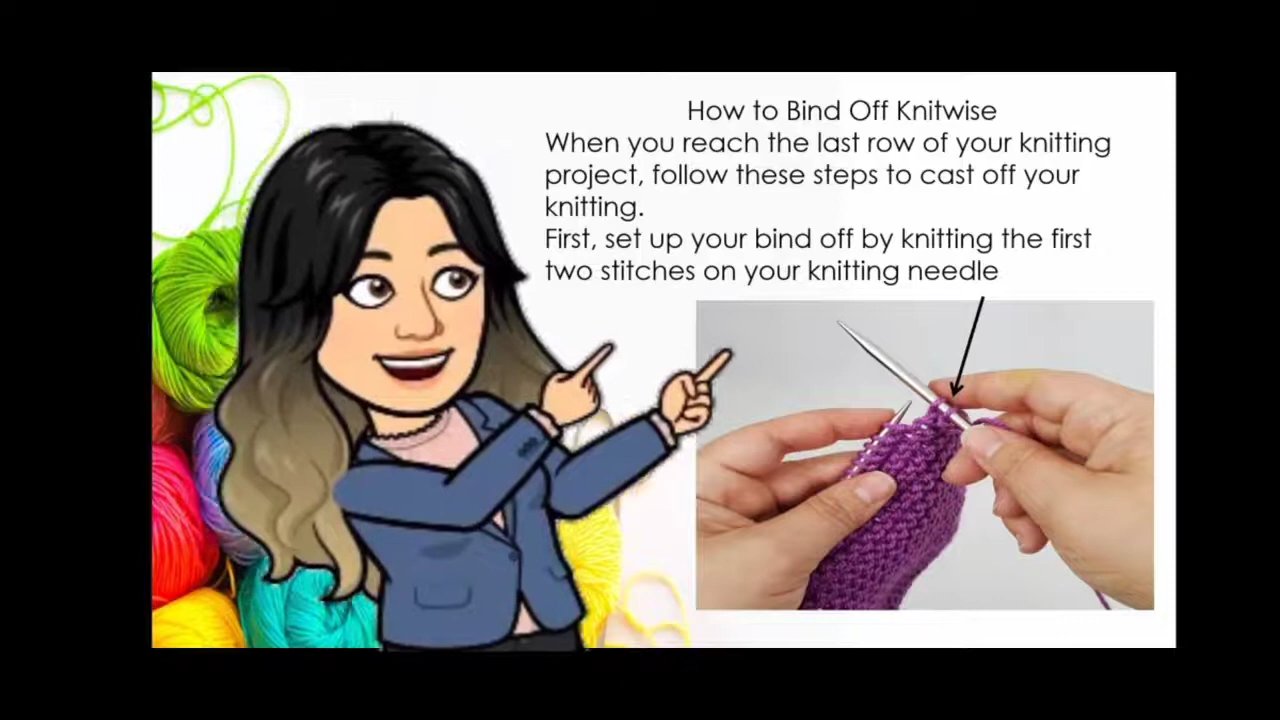 How to Bind Off Knitwise
When you reach the last row of your knitting
project, follow these steps to cast off your
knitting.
First, set up your bind off by knitting the first
two stitches on your knitting needle